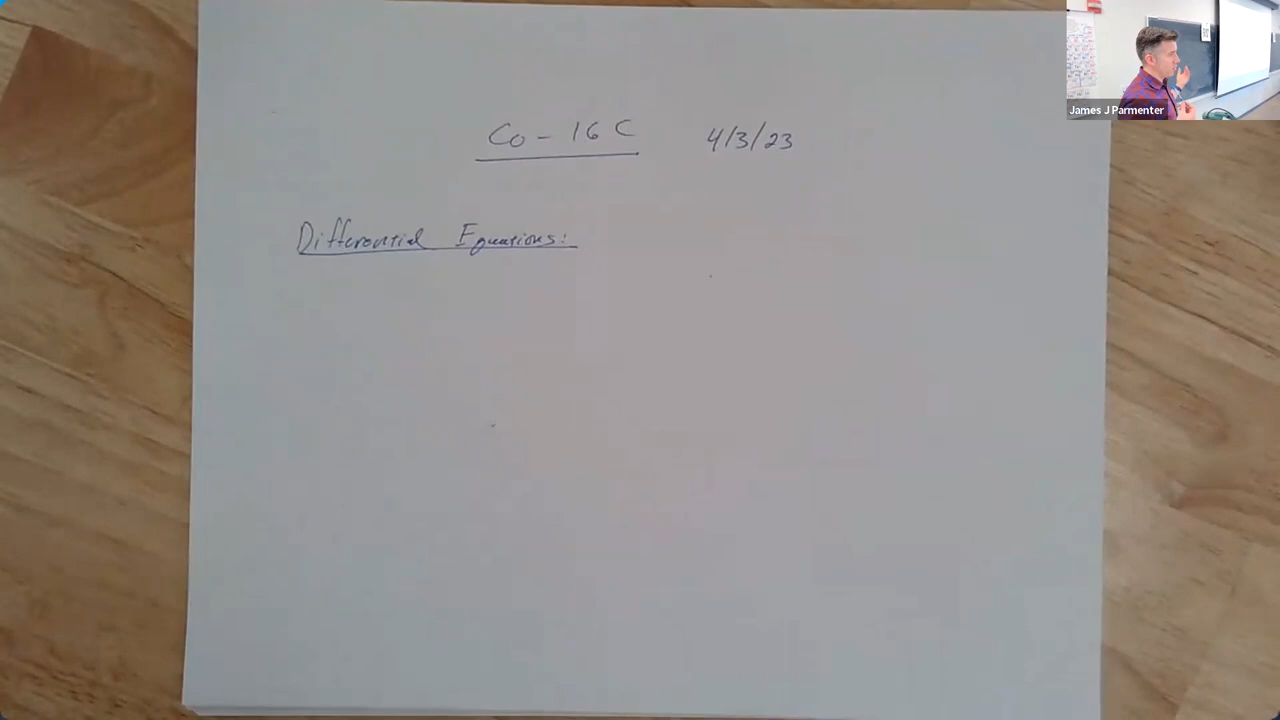 Co - 16 C 4/3/23
Differential Equations:
James J Parmenter